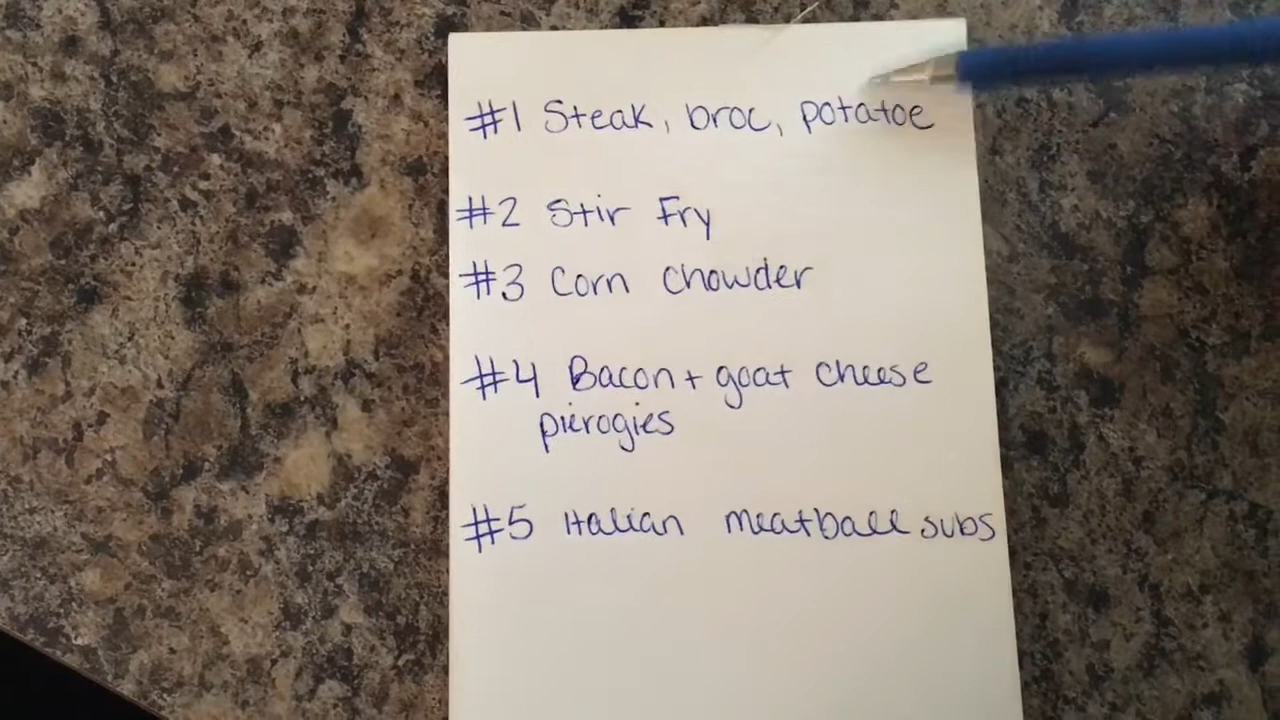 #1 Steak, broc, potatoe
#2 Stir Fry
#3 Corn Chowder
#4 Bacon + goat cheese
pierogies
#5 Italian meatball subs